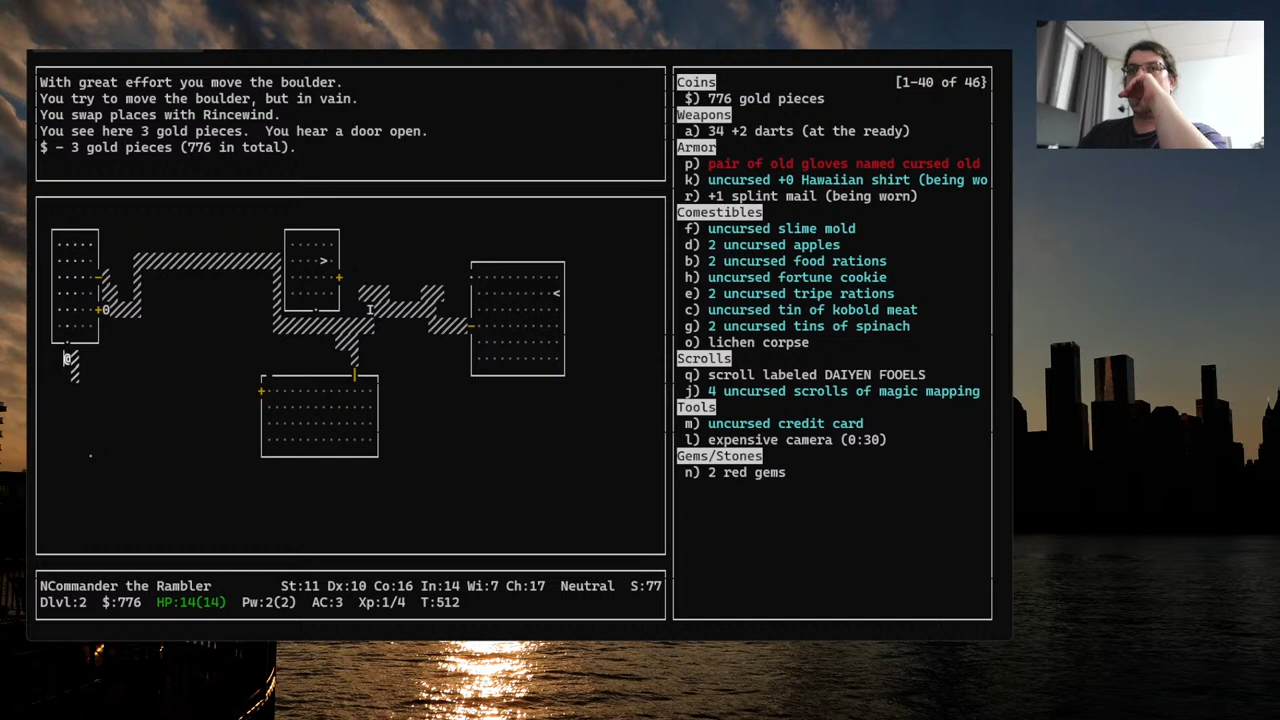 With great effort you move the boulder.
You try to move the boulder, but in vain.
You swap places with Rincewind.
You see here 3 gold pieces.  You hear a door open.
$ - 3 gold pieces (776 in total).
Coins [1-40 of 46}
$) 776 gold pieces
Weapons
a) 34 +2 darts (at the ready)
Armor
p) pair of old gloves named cursed old
k) uncursed +0 Hawaiian shirt (being wo
r) +1 splint mail (being worn)
Comestibles
f) uncursed slime mold
d) 2 uncursed apples
b) 2 uncursed food rations
h) uncursed fortune cookie
e) 2 uncursed tripe rations
c) uncursed tin of kobold meat
g) 2 uncursed tins of spinach
o) lichen corpse
Scrolls
q) scroll labeled DAIYEN FOOELS
j) 4 uncursed scrolls of magic mapping
Tools
m) uncursed credit card
l) expensive camera (0:30)
Gems/Stones
n) 2 red gems
NCommander the Rambler St:11 Dx:10 Co:16 In:14 Wi:7 Ch:17 Neutral S:77
Dlvl:2 $:776 HP:14(14) Pw:2(2) AC:3 Xp:1/4 T:512